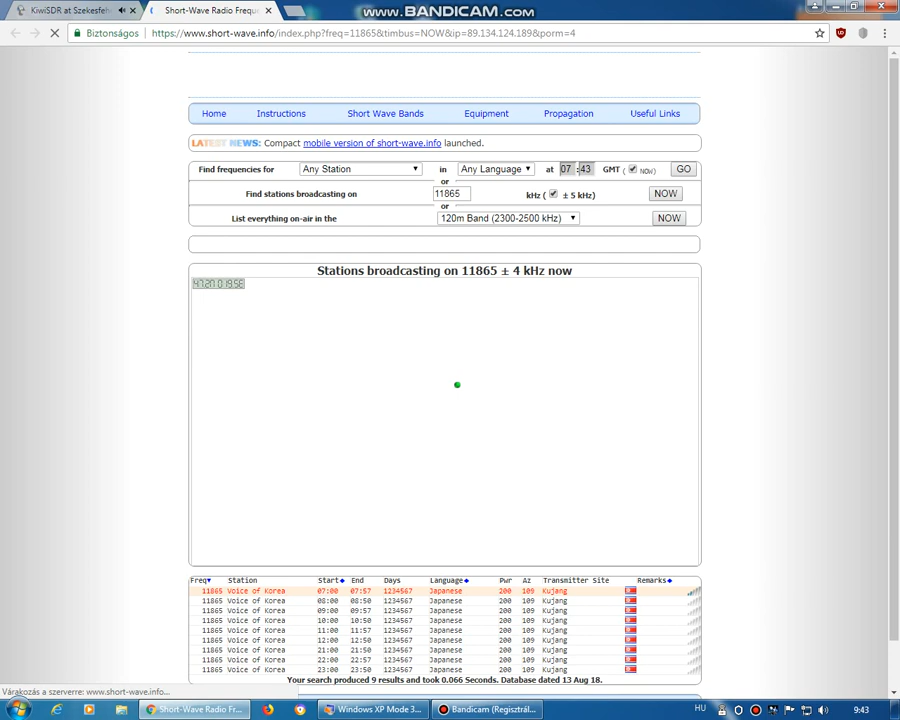 www.BANDICAM.com
KiwiSDR at Szekesfeh
Short-Wave Radio Frequ
Biztonságos
https://www.short-wave.info/index.php?freq=11865&timbus=NOW&ip=89.134.124.189&porm=4
Home Instructions Short Wave Bands Equipment Propagation Useful Links
LATEST NEWS: Compact mobile version of short-wave.info launched.
Find frequencies for Any Station in Any Language at 07 :43 GMT ( NOW) GO
or
Find stations broadcasting on 11865 kHz ( ± 5 kHz) NOW
or
List everything on-air in the 120m Band (2300-2500 kHz) NOW
Stations broadcasting on 11865 ± 4 kHz now
47.2N 019.5E
Freq Station Start End Days Language Pwr Az Transmitter Site Remarks
11865 Voice of Korea 07:00 07:57 1234567 Japanese 200 109 Kujang
11865 Voice of Korea 08:00 08:50 1234567 Japanese 200 109 Kujang
11865 Voice of Korea 09:00 09:57 1234567 Japanese 200 109 Kujang
11865 Voice of Korea 10:00 10:50 1234567 Japanese 200 109 Kujang
11865 Voice of Korea 11:00 11:57 1234567 Japanese 200 109 Kujang
11865 Voice of Korea 12:00 12:50 1234567 Japanese 200 109 Kujang
11865 Voice of Korea 21:00 21:50 1234567 Japanese 200 109 Kujang
11865 Voice of Korea 22:00 22:57 1234567 Japanese 200 109 Kujang
11865 Voice of Korea 23:00 23:50 1234567 Japanese 200 109 Kujang
Your search produced 9 results and took 0.066 Seconds. Database dated 13 Aug 18.
Várakozás a szerverre: www.short-wave.info...
Short-Wave Radio Fr...
Windows XP Mode 3...
Bandicam (Regisztrál...
HU
9:43